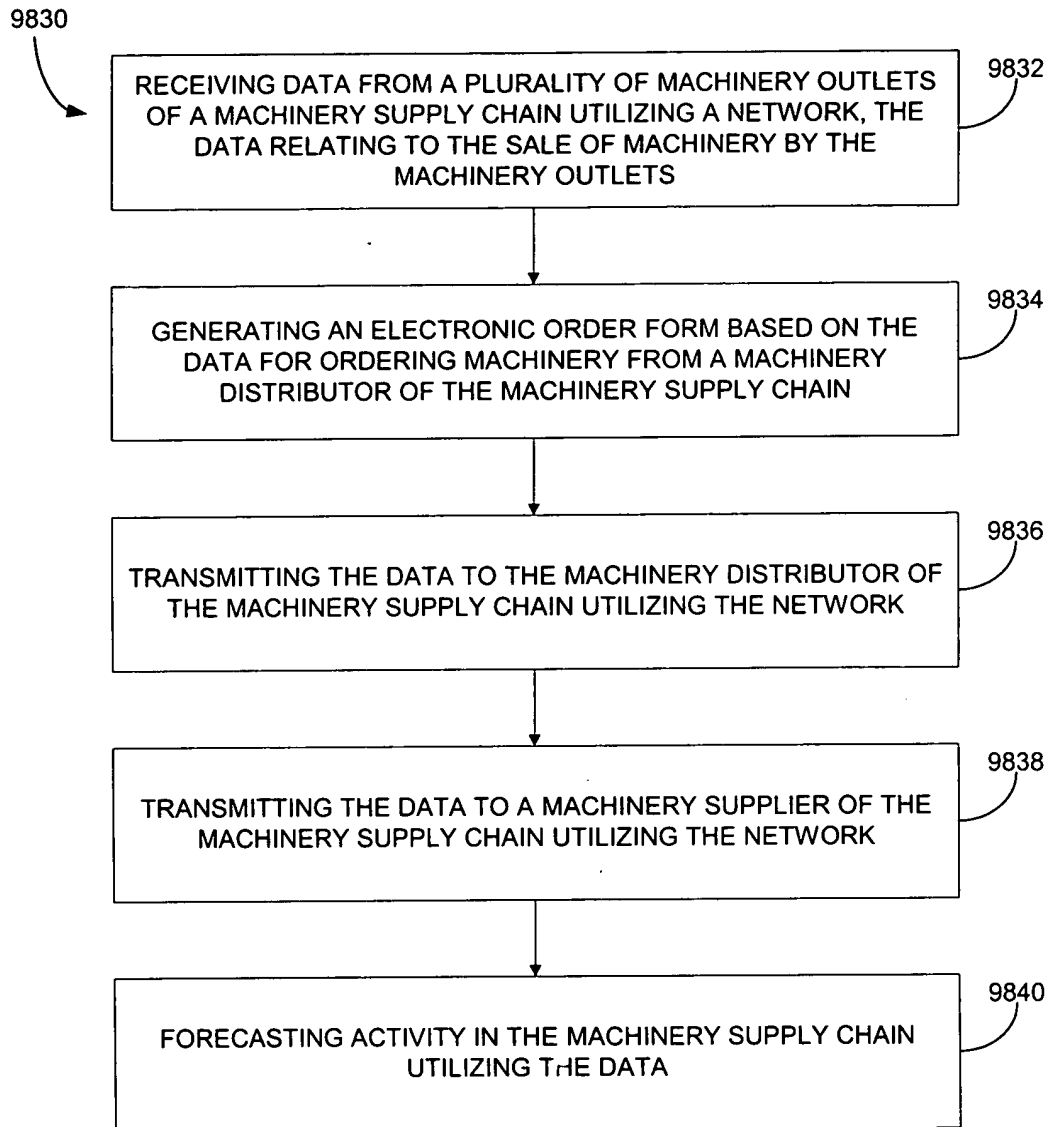 9830
RECEIVING DATA FROM A PLURALITY OF MACHINERY OUTLETS
OF A MACHINERY SUPPLY CHAIN UTILIZING A NETWORK, THE
DATA RELATING TO THE SALE OF MACHINERY BY THE
MACHINERY OUTLETS
9832
GENERATING AN ELECTRONIC ORDER FORM BASED ON THE
DATA FOR ORDERING MACHINERY FROM A MACHINERY
DISTRIBUTOR OF THE MACHINERY SUPPLY CHAIN
9834
TRANSMITTING THE DATA TO THE MACHINERY DISTRIBUTOR OF
THE MACHINERY SUPPLY CHAIN UTILIZING THE NETWORK
9836
TRANSMITTING THE DATA TO A MACHINERY SUPPLIER OF THE
MACHINERY SUPPLY CHAIN UTILIZING THE NETWORK
9838
FORECASTING ACTIVITY IN THE MACHINERY SUPPLY CHAIN
UTILIZING THE DATA
9840